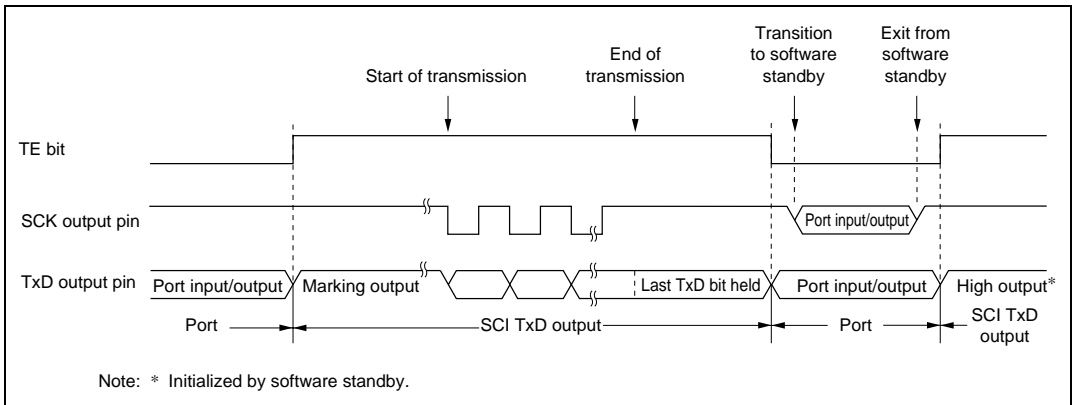 Transition
to software
standby
Exit from
software
standby
Start of transmission
End of
transmission
TE bit
SCK output pin
Port input/output
TxD output pin
Port input/output
Marking output
Last TxD bit held
Port input/output
High output*
Port
SCI TxD output
Port
SCI TxD
output
Note: * Initialized by software standby.